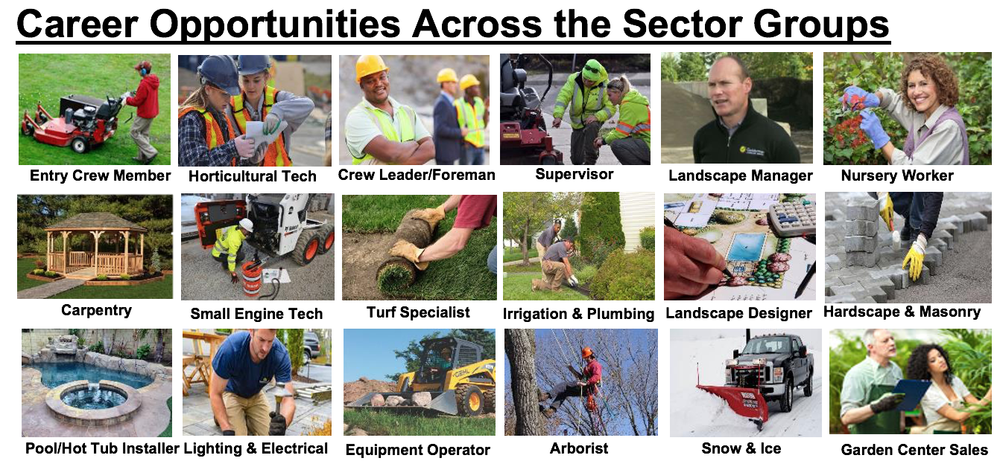 Career Opportunities Across the Sector Groups
Entry Crew Member
Horticultural Tech
Crew Leader/Foreman
Supervisor
Landscape Manager
Nursery Worker
Carpentry
Small Engine Tech
Turf Specialist
Irrigation & Plumbing
Landscape Designer
Hardscape & Masonry
GEHL
Pool/Hot Tub Installer
Lighting & Electrical
Equipment Operator
Arborist
Snow & Ice
Garden Center Sales